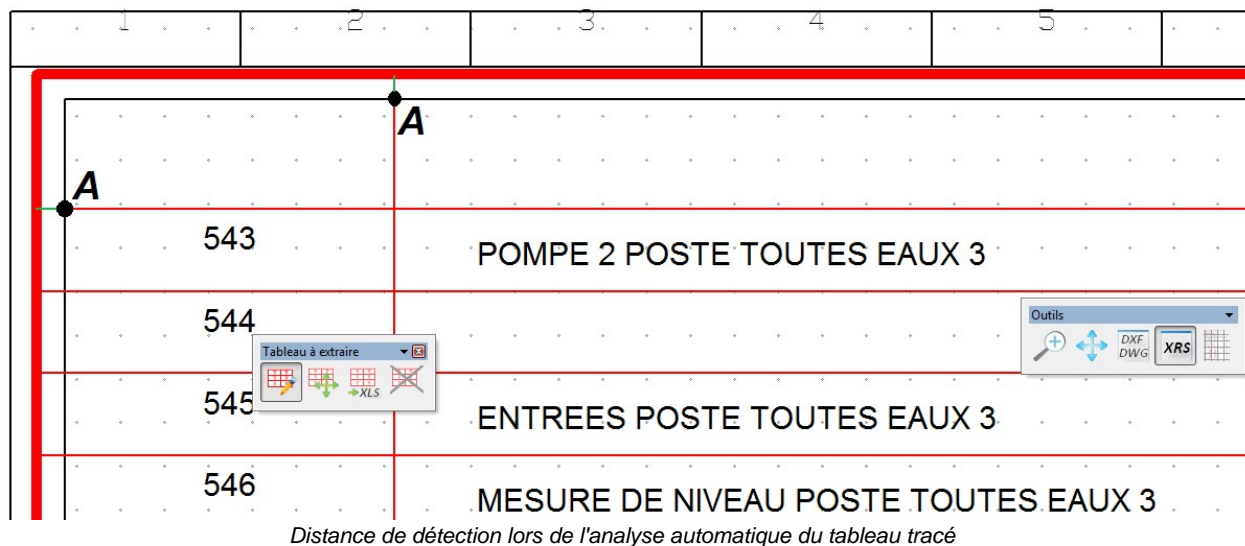 1 2 3 4 5
A
A
543 POMPE 2 POSTE TOUTES EAUX 3
544
Outils
DXF DWG XRS
Tableau à extraire
XLS
545 ENTREES POSTE TOUTES EAUX 3
546 MESURE DE NIVEAU POSTE TOUTES EAUX 3
Distance de détection lors de l'analyse automatique du tableau tracé